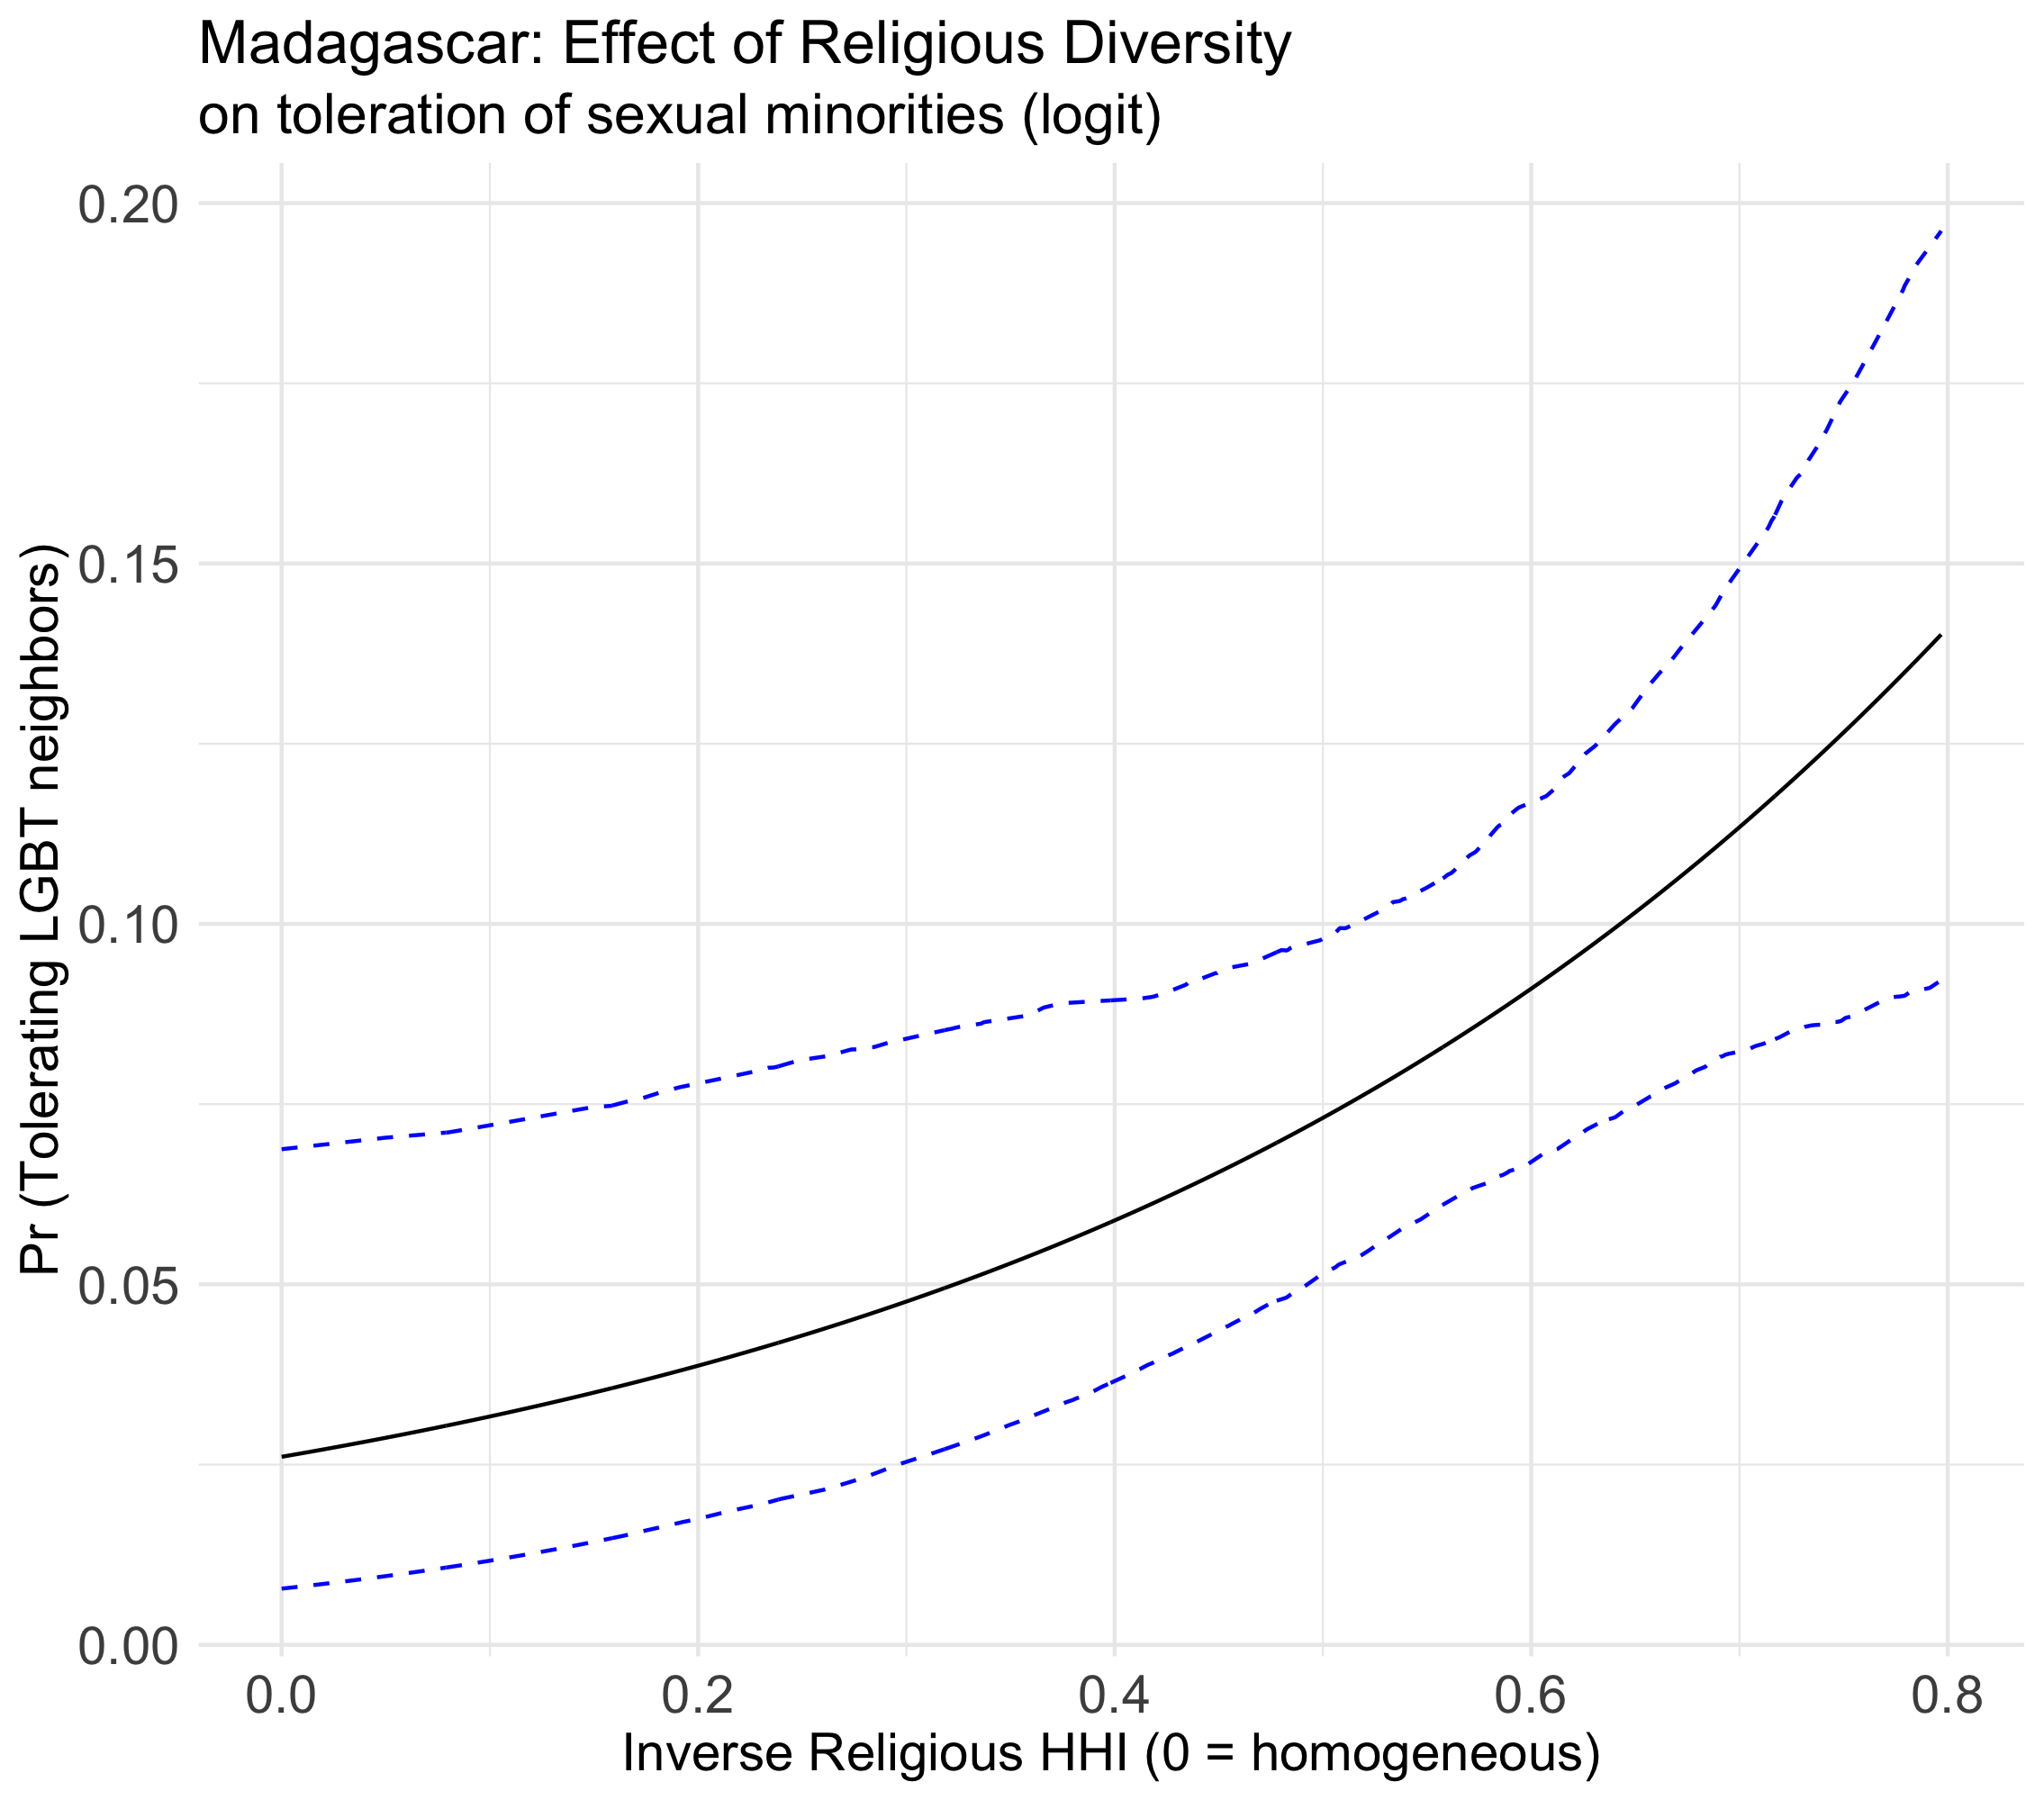 Madagascar: Effect of Religious Diversity
on toleration of sexual minorities (logit)
Pr (Tolerating LGBT neighbors)
0.20
0.15
0.10
0.05
0.00
0.0 0.2 0.4 0.6 0.8
Inverse Religious HHI (0 = homogeneous)